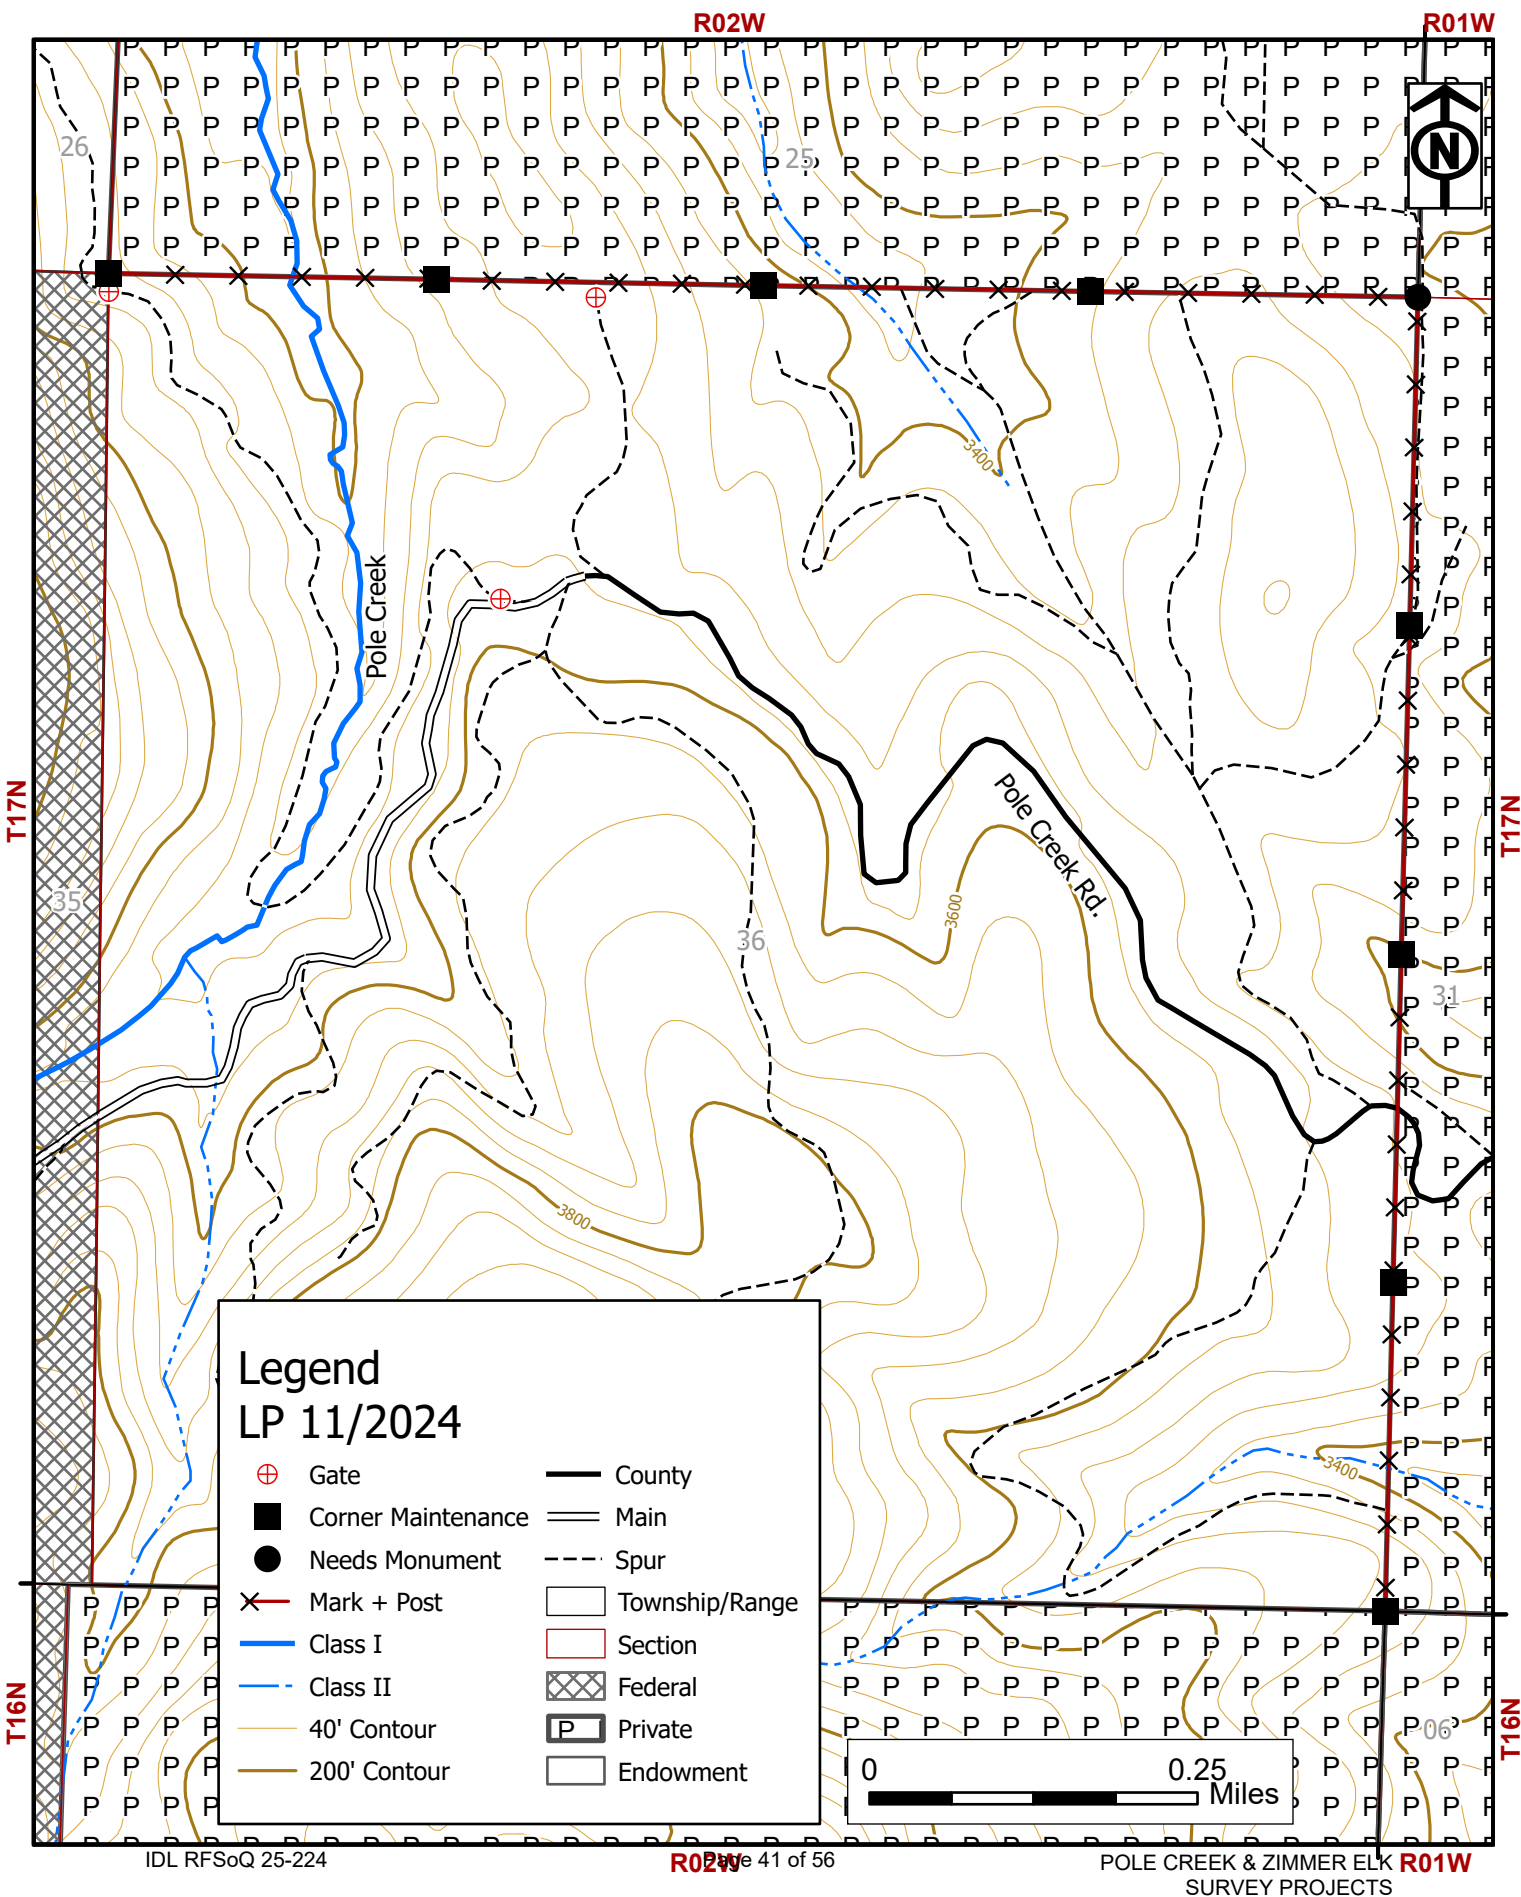 R02W
R01W
N
26
25
Pole Creek
3400
T17N
T17N
Pole Creek Rd.
35
36
3600
31
3800
Legend
LP 11/2024
Gate
Corner Maintenance
Needs Monument
Mark + Post
Class I
Class II
40' Contour
200' Contour
County
Main
Spur
Township/Range
Section
Federal
P Private
Endowment
3400
T16N
T16N
06
0 0.25
Miles
IDL RFSoQ 25-224
R02W
Page 41 of 56
POLE CREEK & ZIMMER ELK
SURVEY PROJECTS
R01W